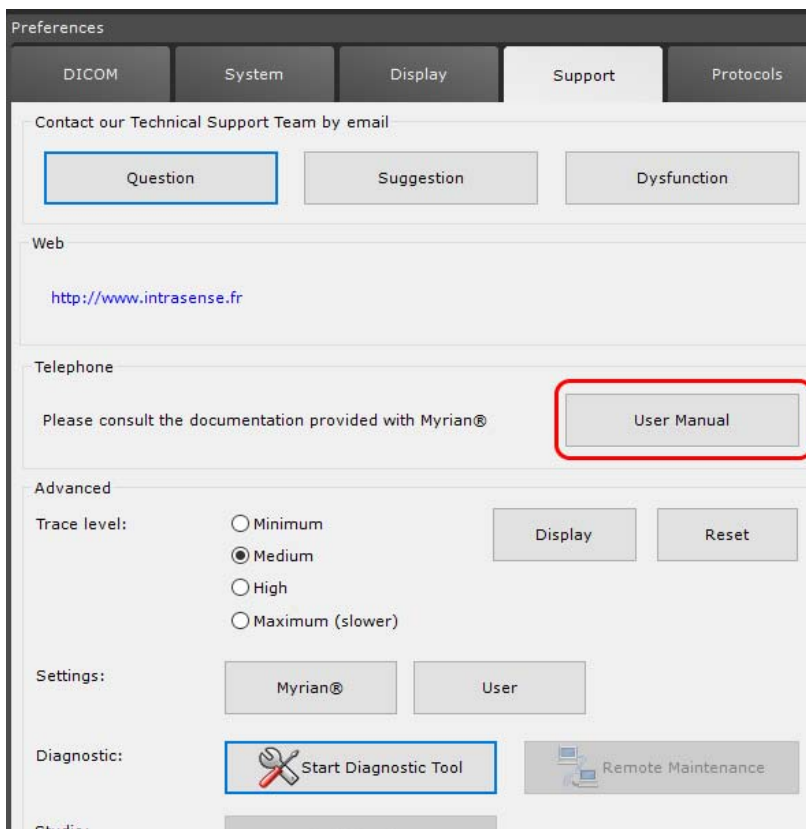 Preferences
DICOM System Display Support Protocols
Contact our Technical Support Team by email
Question Suggestion Dysfunction
Web
http://www.intrasense.fr
Telephone
Please consult the documentation provided with Myrian® User Manual
Advanced
Trace level: Minimum Display Reset
Medium
High
Maximum (slower)
Settings: Myrian® User
Diagnostic: Start Diagnostic Tool Remote Maintenance